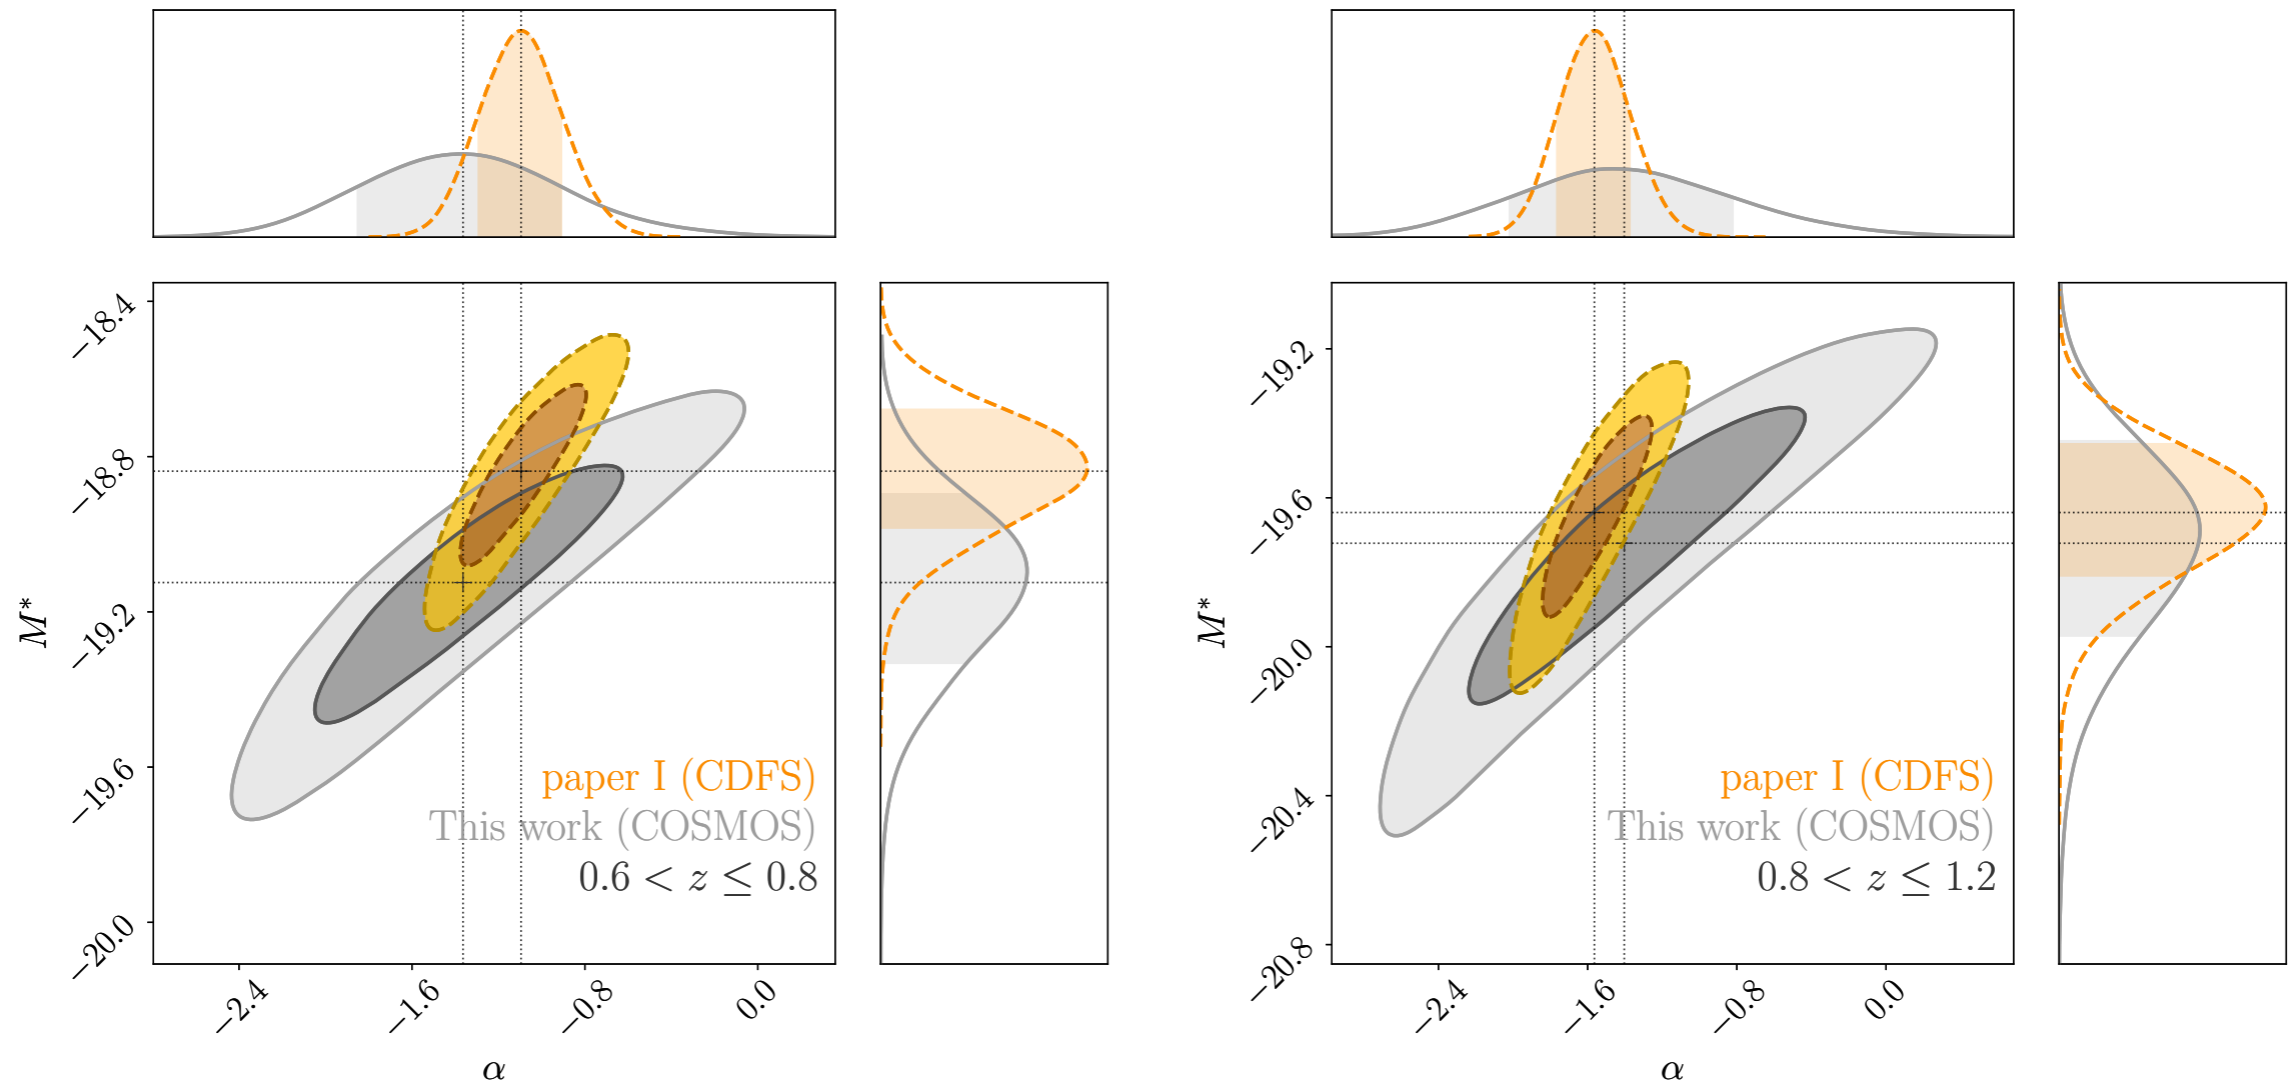 M*
−18.4
−18.8
−19.2
−19.6
−20.0
paper I (CDFS)
This work (COSMOS)
0.6 < z ≤ 0.8
−2.4
−1.6
−0.8
0.0
α
M*
−19.2
−19.6
−20.0
−20.4
−20.8
paper I (CDFS)
This work (COSMOS)
0.8 < z ≤ 1.2
−2.4
−1.6
−0.8
0.0
α